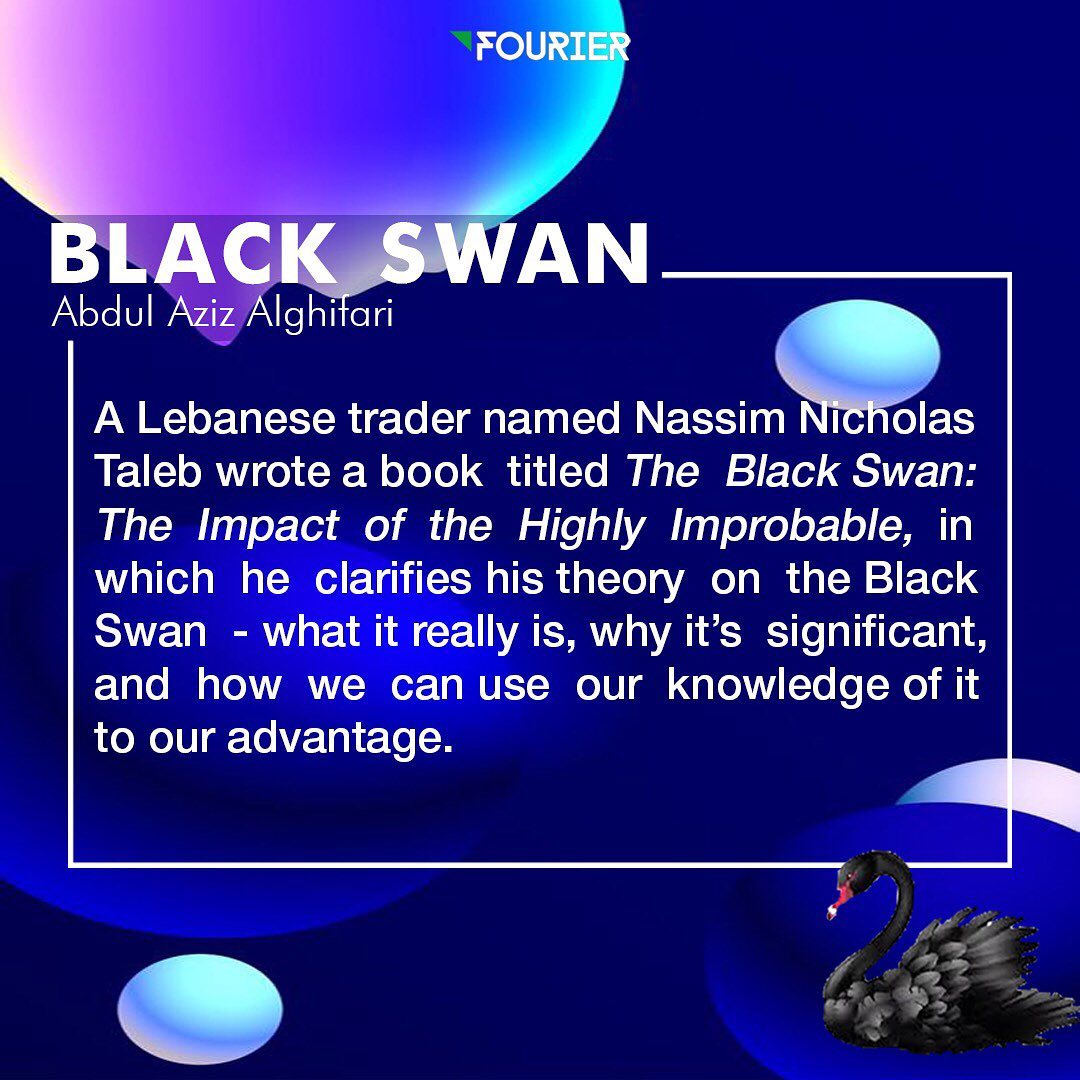 FOURIER
BLACK SWAN
Abdul Aziz Alghifari
A Lebanese trader named Nassim Nicholas
Taleb wrote a book titled The Black Swan:
The Impact of the Highly Improbable, in
which he clarifies his theory on the Black
Swan - what it really is, why it’s significant,
and how we can use our knowledge of it
to our advantage.